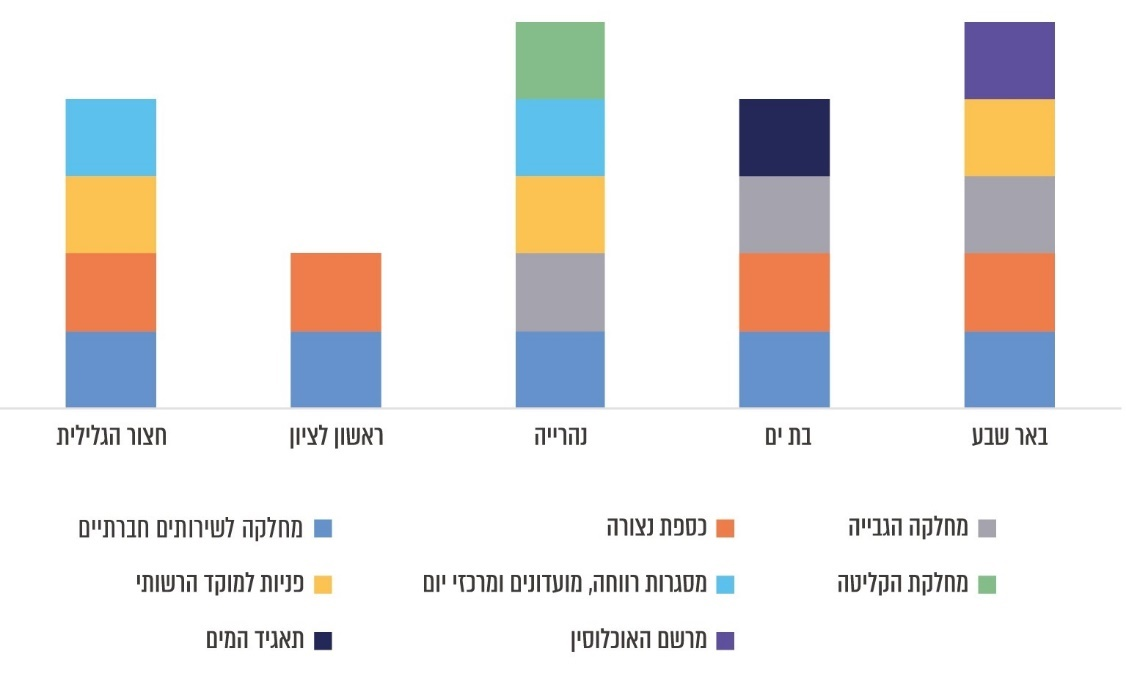 באר שבע
בת ים
נהרייה
ראשון לציון
חצור הגלילית
מחלקה הגבייה
כספת נצורה
מחלקה לשירותים חברתיים
מחלקת הקליטה
מסגרות רווחה, מועדונים ומרכזי יום
פניות למוקד הרשותי
מרשם האוכלוסין
תאגיד המים